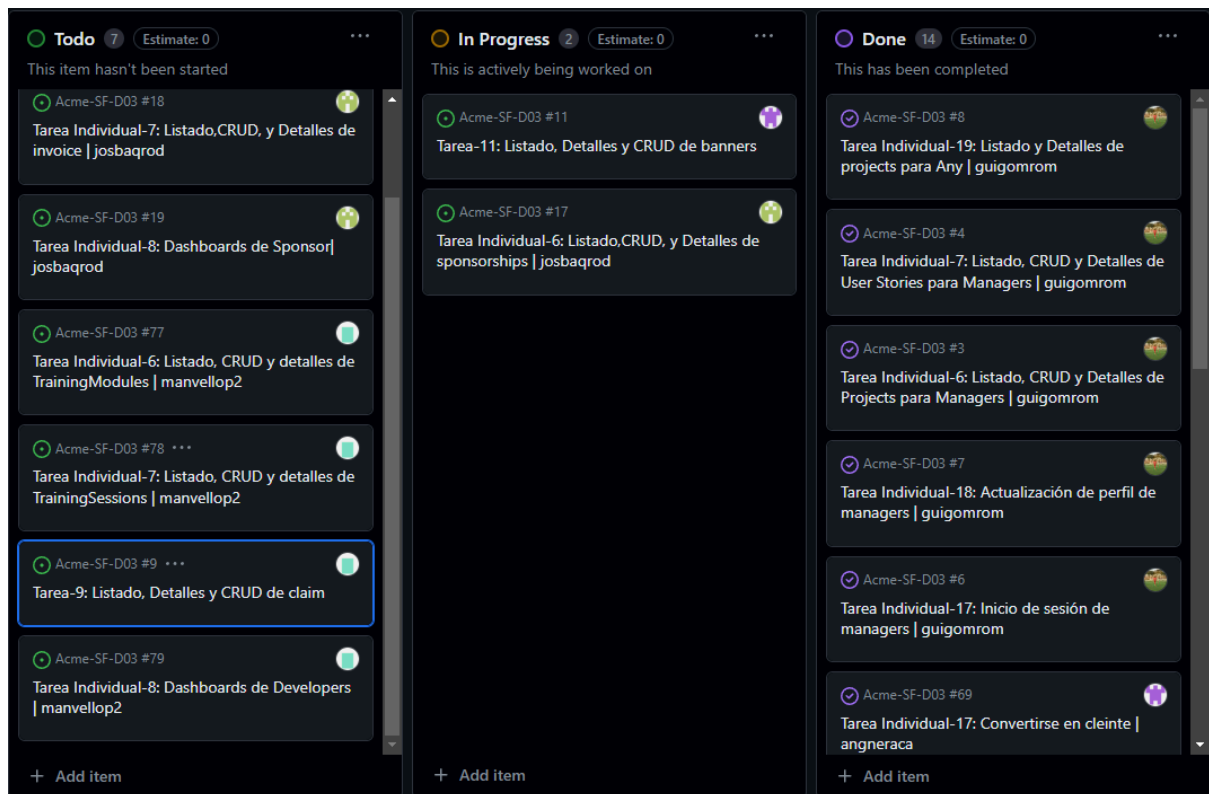 Todo 7 Estimate: 0 ...
This item hasn't been started
Acme-SF-D03 #18
Tarea Individual-7: Listado,CRUD, y Detalles de
invoice | josbaqrod
Acme-SF-D03 #19
Tarea Individual-8: Dashboards de Sponsor|
josbaqrod
Acme-SF-D03 #77
Tarea Individual-6: Listado, CRUD y detalles de
TrainingModules | manvellop2
Acme-SF-D03 #78 ...
Tarea Individual-7: Listado, CRUD y detalles de
TrainingSessions | manvellop2
Acme-SF-D03 #9 ...
Tarea-9: Listado, Detalles y CRUD de claim
Acme-SF-D03 #79
Tarea Individual-8: Dashboards de Developers
| manvellop2
+ Add item
In Progress 2 Estimate: 0 ...
This is actively being worked on
Acme-SF-D03 #11
Tarea-11: Listado, Detalles y CRUD de banners
Acme-SF-D03 #17
Tarea Individual-6: Listado,CRUD, y Detalles de
sponsorships | josbaqrod
+ Add item
Done 14 Estimate: 0 ...
This has been completed
Acme-SF-D03 #8
Tarea Individual-19: Listado y Detalles de
projects para Any | guigomrom
Acme-SF-D03 #4
Tarea Individual-7: Listado, CRUD y Detalles de
User Stories para Managers | guigomrom
Acme-SF-D03 #3
Tarea Individual-6: Listado, CRUD y Detalles de
Projects para Managers | guigomrom
Acme-SF-D03 #7
Tarea Individual-18: Actualización de perfil de
managers | guigomrom
Acme-SF-D03 #6
Tarea Individual-17: Inicio de sesión de
managers | guigomrom
Acme-SF-D03 #69
Tarea Individual-17: Convertirse en cleinte |
angneraca
+ Add item